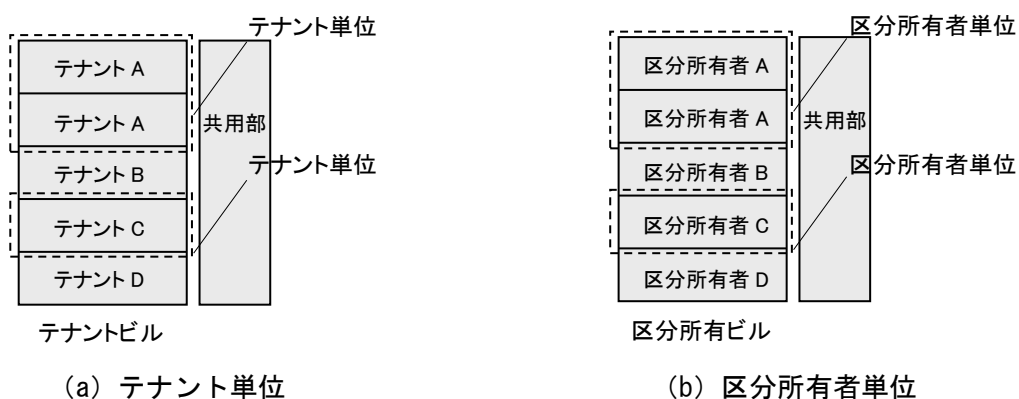 テナント単位
テナント A
テナント A
共用部
テナント B
テナント単位
テナント C
テナント D
テナントビル
(a) テナント単位
区分所有者単位
区分所有者 A
区分所有者 A
共用部
区分所有者 B
区分所有者単位
区分所有者 C
区分所有者 D
区分所有ビル
(b) 区分所有者単位